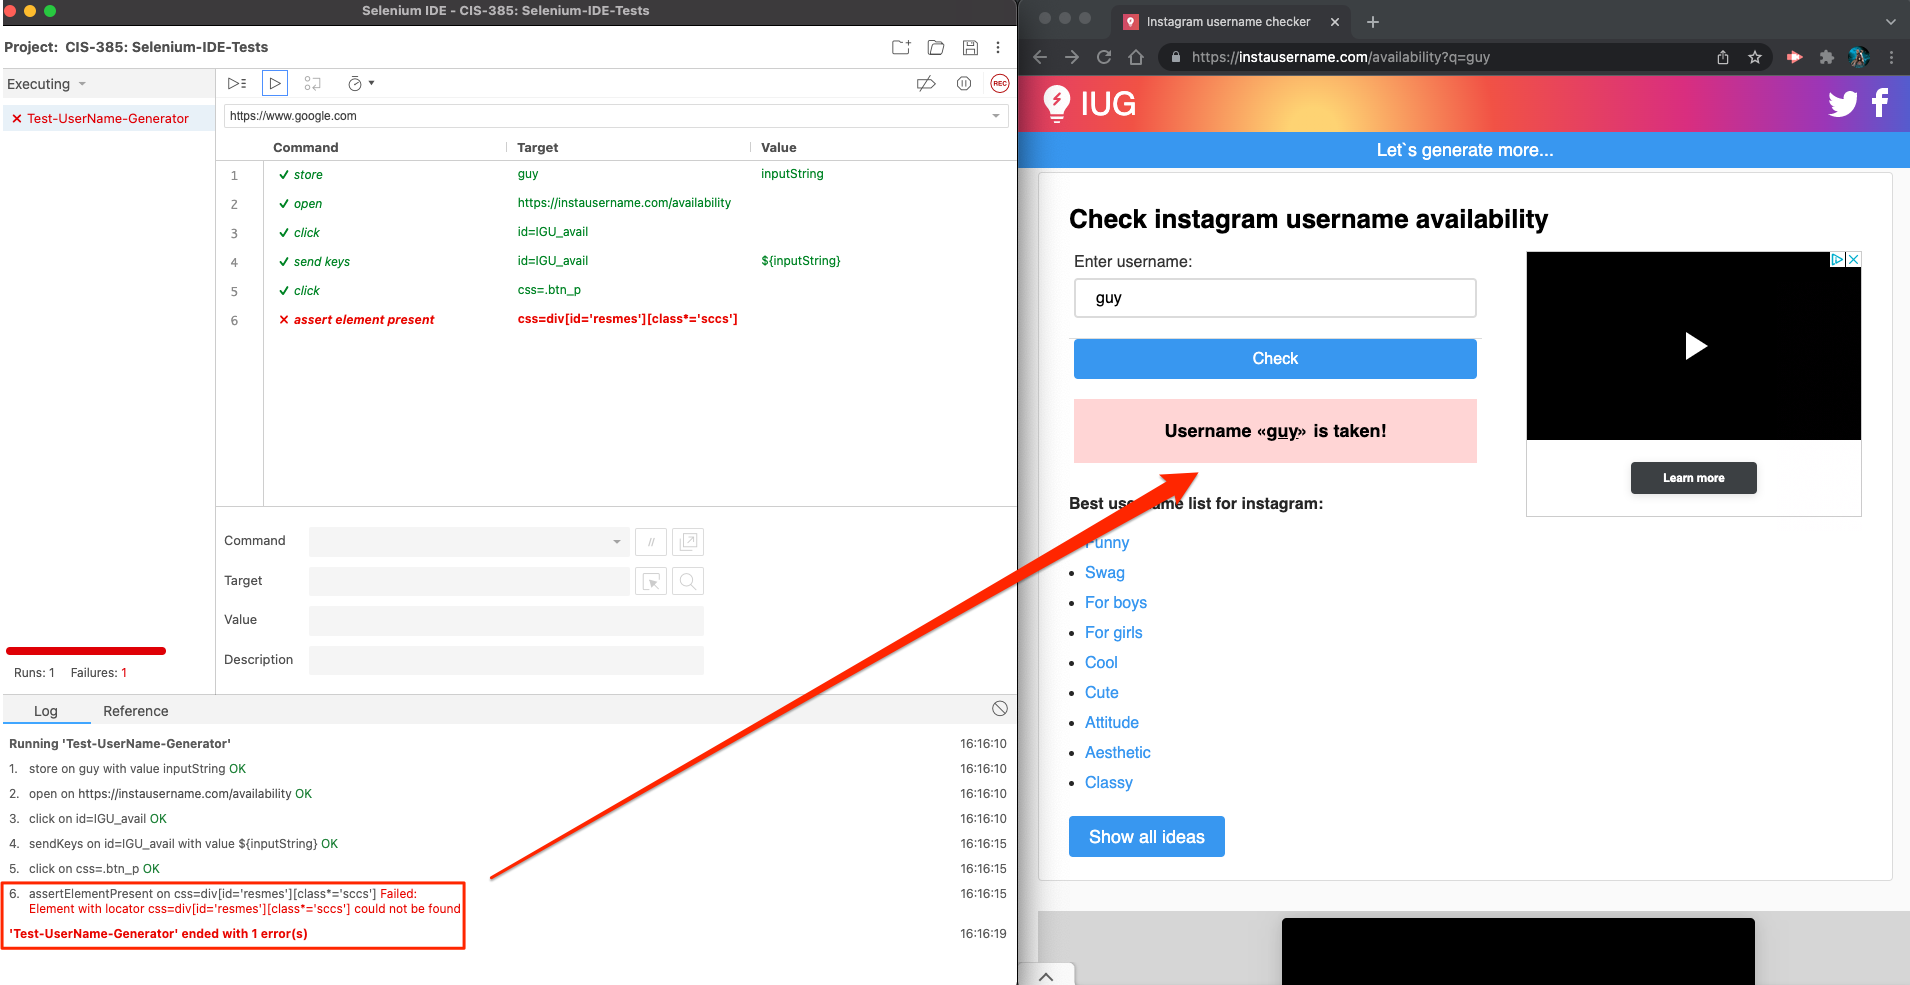 Selenium IDE - CIS-385: Selenium-IDE-Tests
Project: CIS-385: Selenium-IDE-Tests
Executing
REC
Test-UserName-Generator
https://www.google.com
Command Target Value
1 store guy inputString
2 open https://instausername.com/availability
3 click id=IGU_avail
4 send keys id=IGU_avail ${inputString}
5 click css=.btn_p
6 assert element present css=div[id='resmes'][class*='sccs']
Command
//
Target
Value
Description
Runs: 1 Failures: 1
Log Reference
Running 'Test-UserName-Generator' 16:16:10
1. store on guy with value inputString OK 16:16:10
2. open on https://instausername.com/availability OK 16:16:10
3. click on id=IGU_avail OK 16:16:10
4. sendKeys on id=IGU_avail with value ${inputString} OK 16:16:15
5. click on css=.btn_p OK 16:16:15
6. assertElementPresent on css=div[id='resmes'][class*='sccs'] Failed: 16:16:15
Element with locator css=div[id='resmes'][class*='sccs'] could not be found
'Test-UserName-Generator' ended with 1 error(s) 16:16:19
Instagram username checker
https://instausername.com/availability?q=guy
IUG
Let`s generate more...
Check instagram username availability
Enter username:
guy
Check
Username «guy» is taken!
Learn more
Best username list for instagram:
Funny
Swag
For boys
For girls
Cool
Cute
Attitude
Aesthetic
Classy
Show all ideas